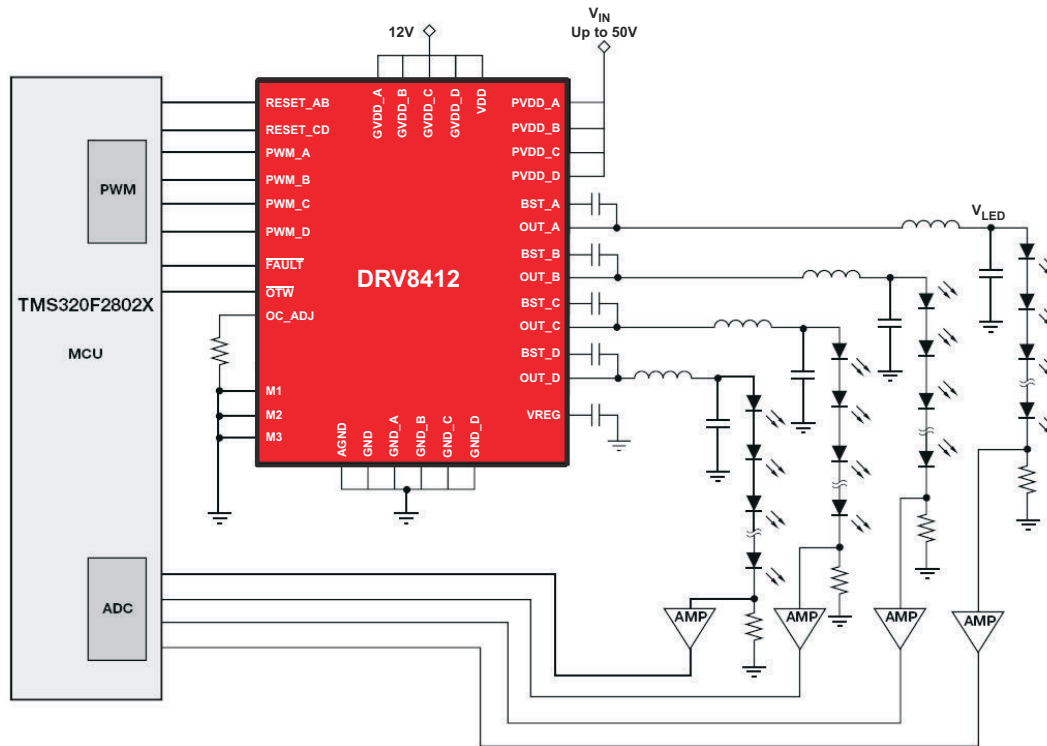 12V
V_IN
Up to 50V
GVDD_A
GVDD_B
GVDD_C
GVDD_D
VDD
RESET_AB
RESET_CD
PWM_A
PWM_B
PWM_C
PWM_D
FAULT
OTW
OC_ADJ
M1
M2
M3
PVDD_A
PVDD_B
PVDD_C
PVDD_D
BST_A
OUT_A
BST_B
OUT_B
BST_C
OUT_C
BST_D
OUT_D
VREG
DRV8412
AGND
GND
GND_A
GND_B
GND_C
GND_D
PWM
TMS320F2802X
MCU
ADC
V_LED
AMP
AMP
AMP
AMP